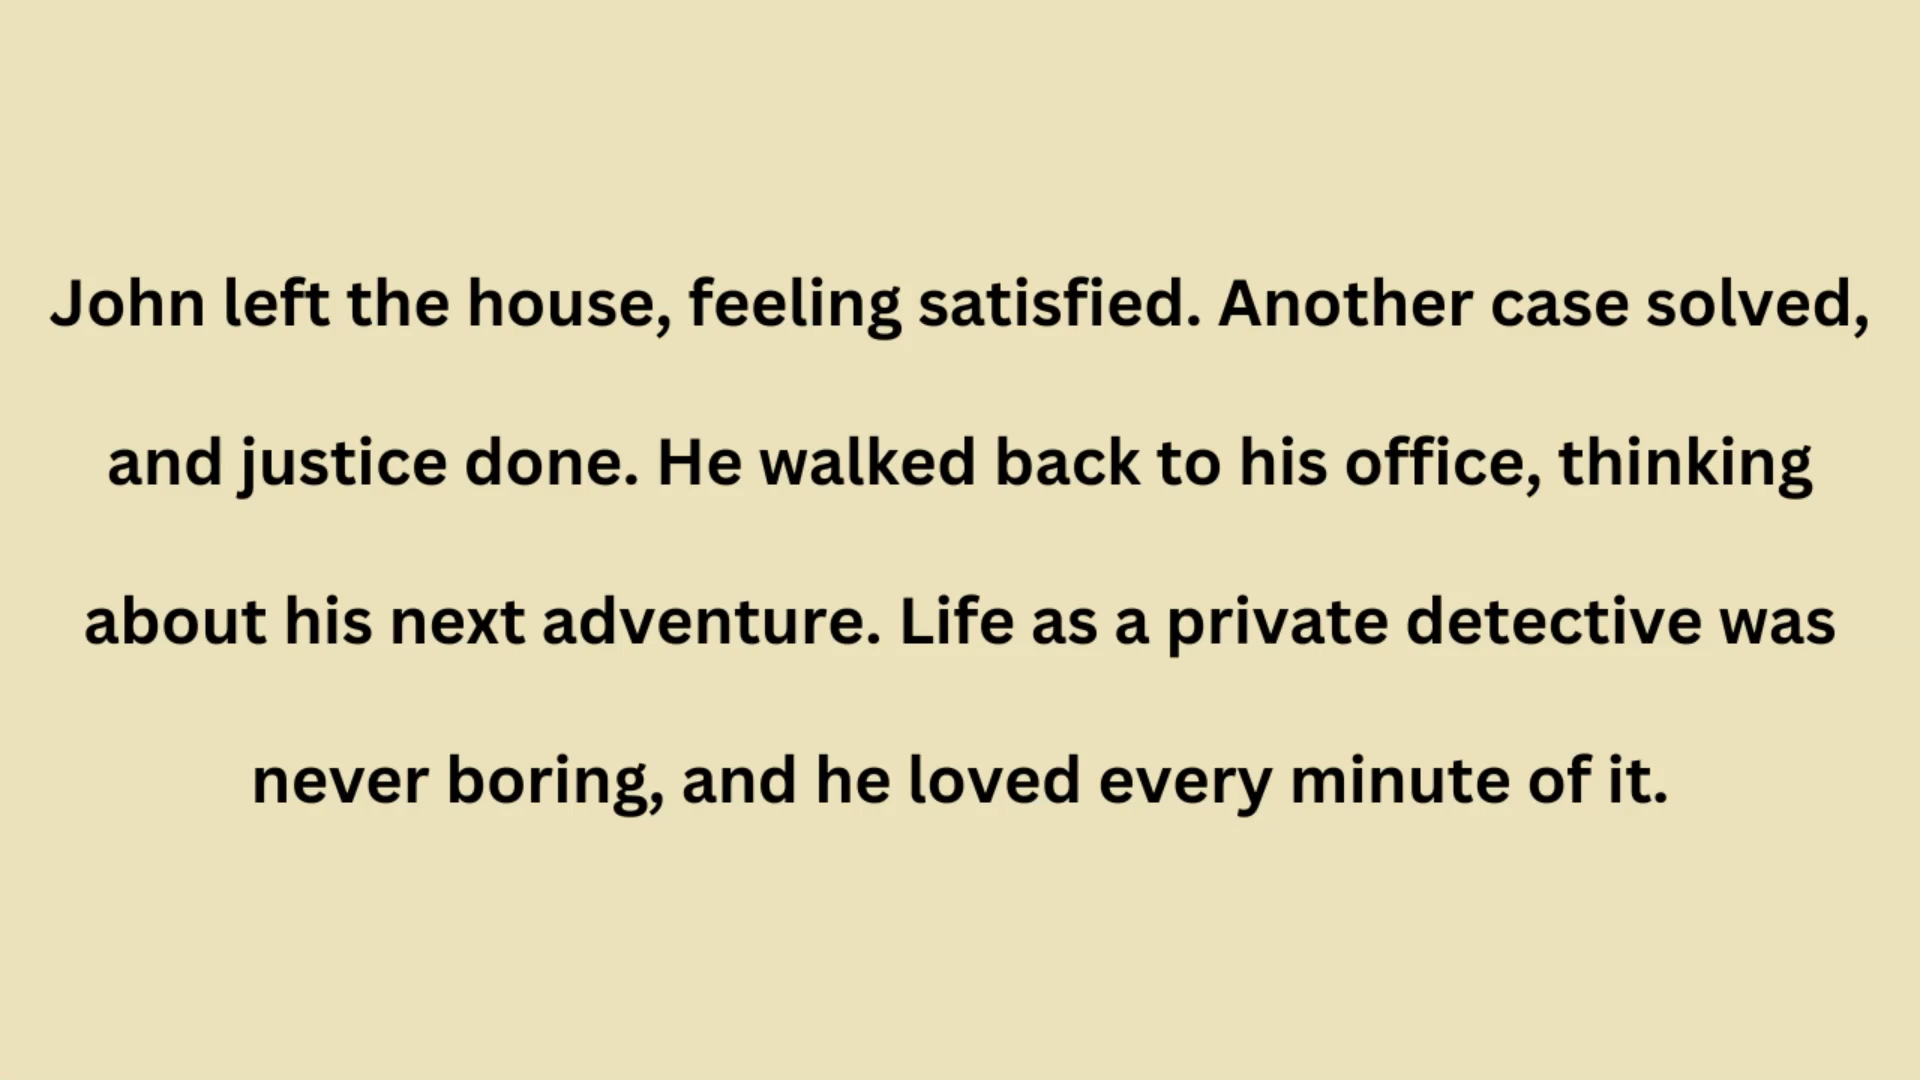 John left the house, feeling satisfied. Another case solved,
and justice done. He walked back to his office, thinking
about his next adventure. Life as a private detective was
never boring, and he loved every minute of it.